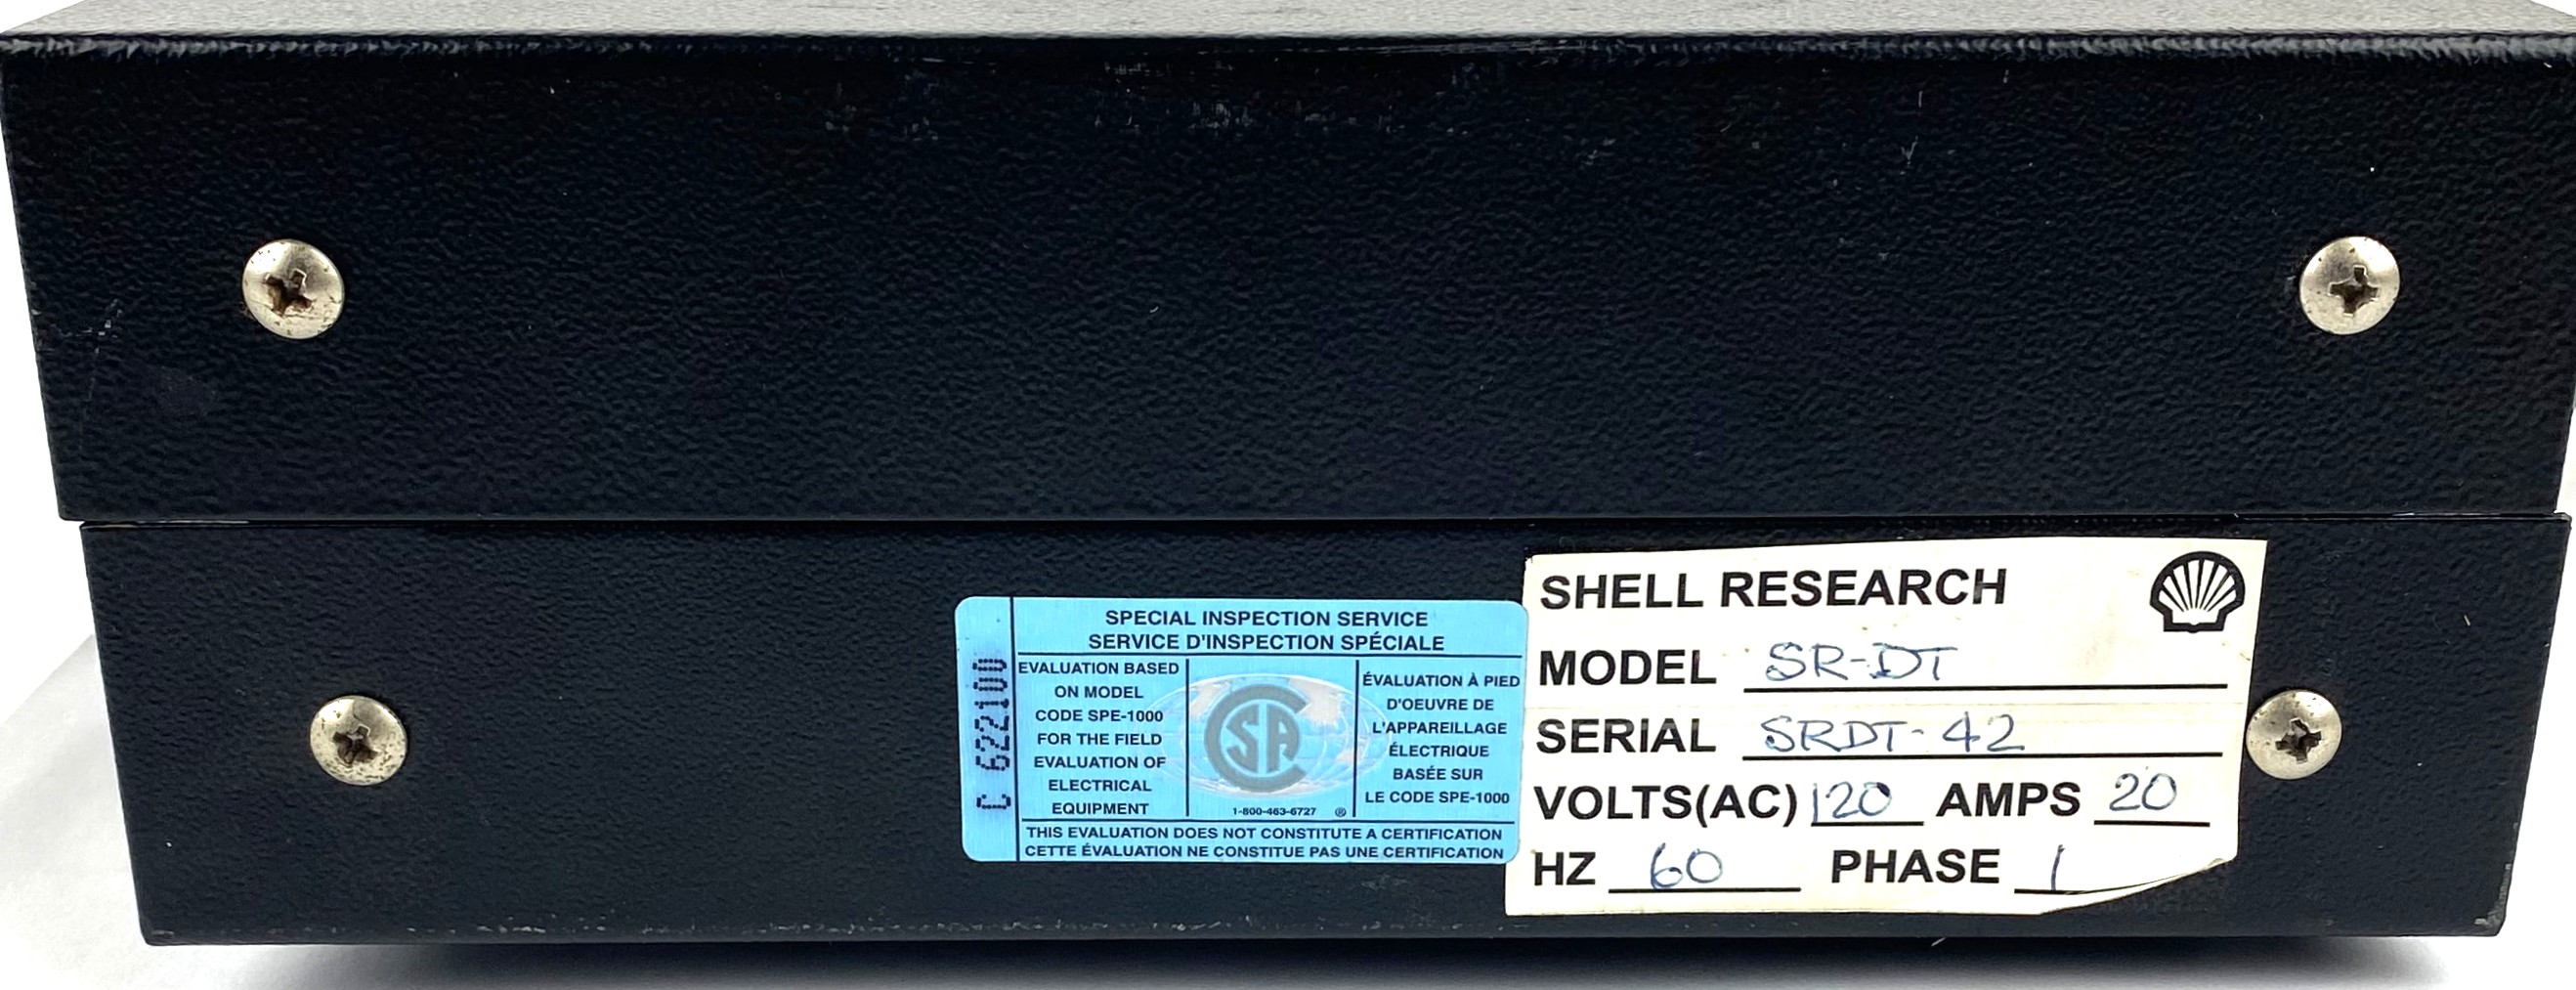 C 622100
SPECIAL INSPECTION SERVICE
SERVICE D'INSPECTION SPÉCIALE
EVALUATION BASED
ON MODEL
CODE SPE-1000
FOR THE FIELD
EVALUATION OF
ELECTRICAL
EQUIPMENT
CSA
1-800-463-6727 ®
ÉVALUATION À PIED
D'OEUVRE DE
L'APPAREILLAGE
ÉLECTRIQUE
BASÉE SUR
LE CODE SPE-1000
THIS EVALUATION DOES NOT CONSTITUTE A CERTIFICATION
CETTE ÉVALUATION NE CONSTITUE PAS UNE CERTIFICATION
SHELL RESEARCH
MODEL SR-DT
SERIAL SRDT-42
VOLTS(AC) 120 AMPS 20
HZ 60 PHASE 1